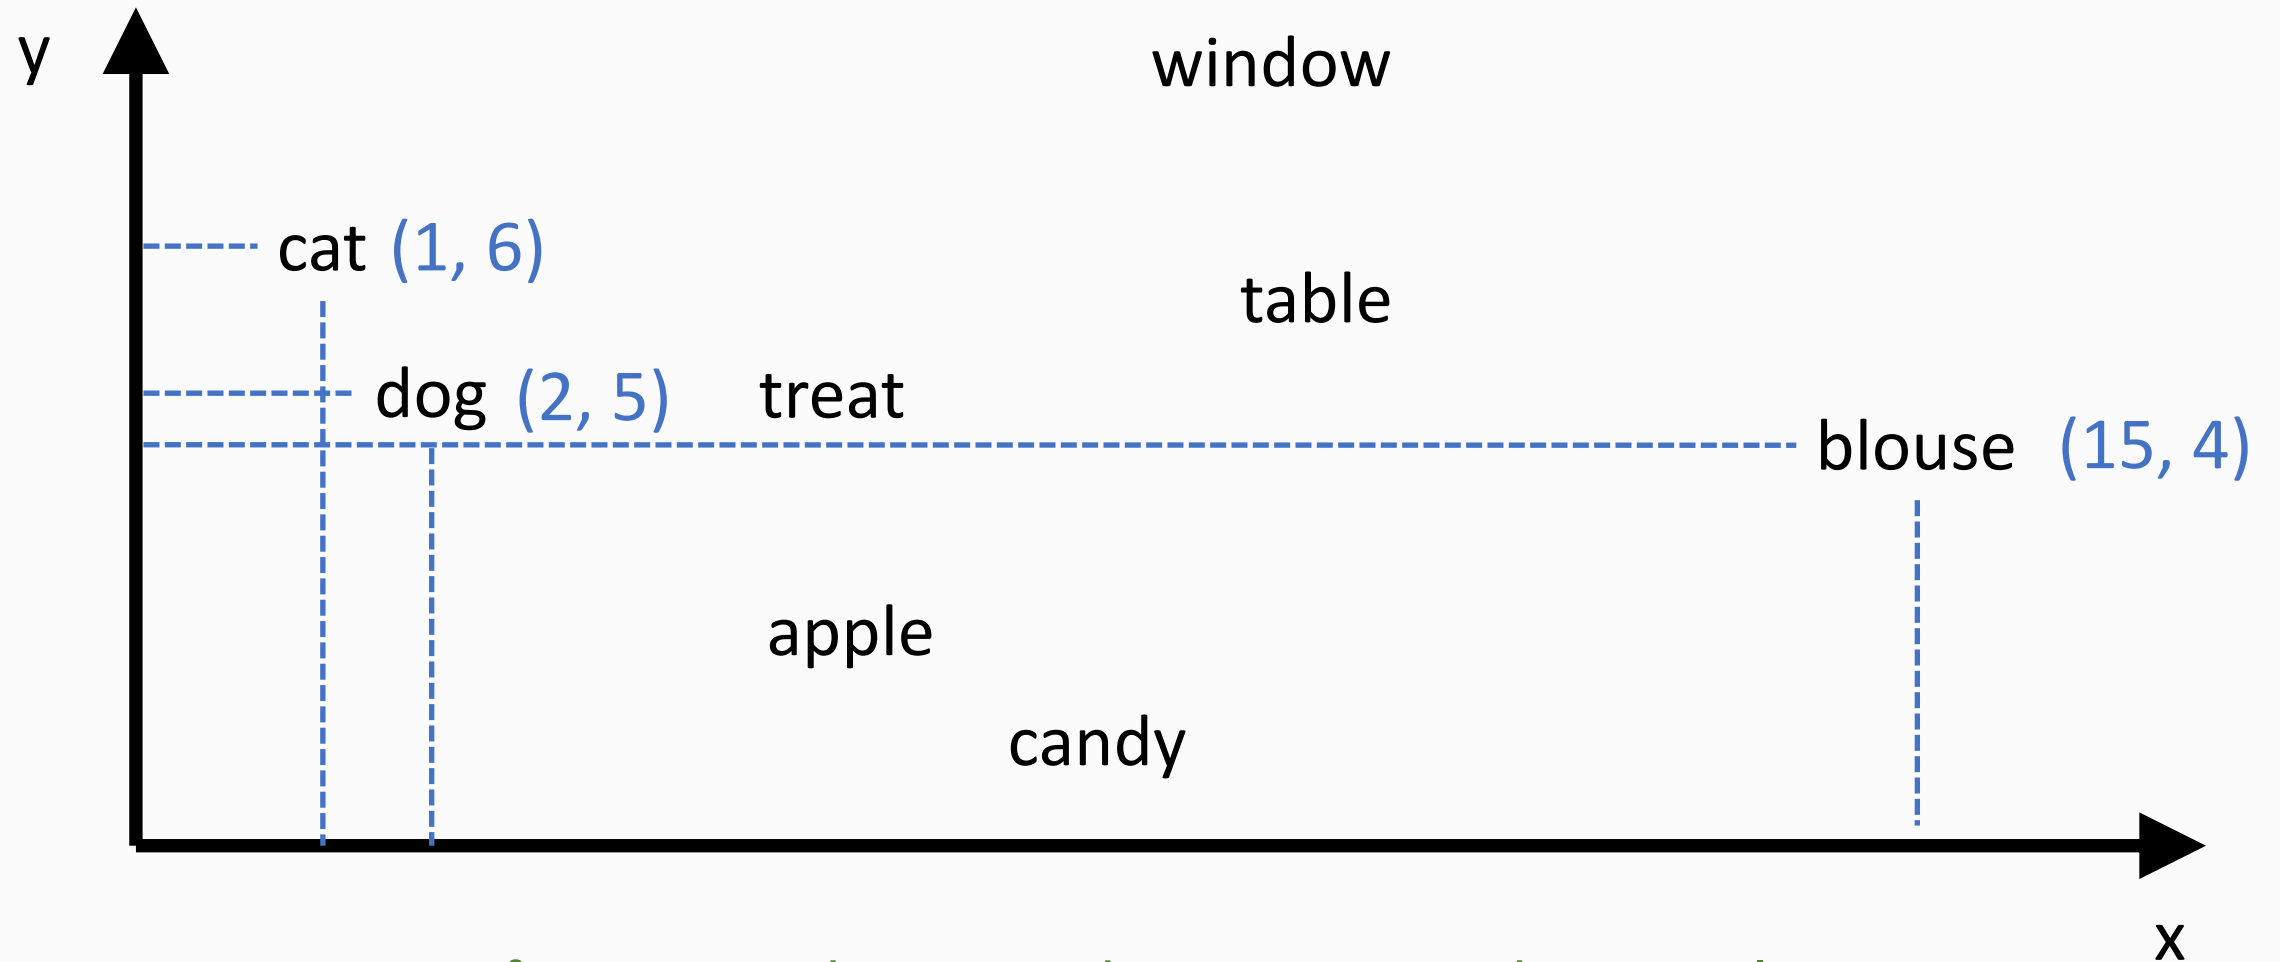 y
window
cat (1, 6)
table
dog (2, 5) treat
blouse (15, 4)
apple
candy
x